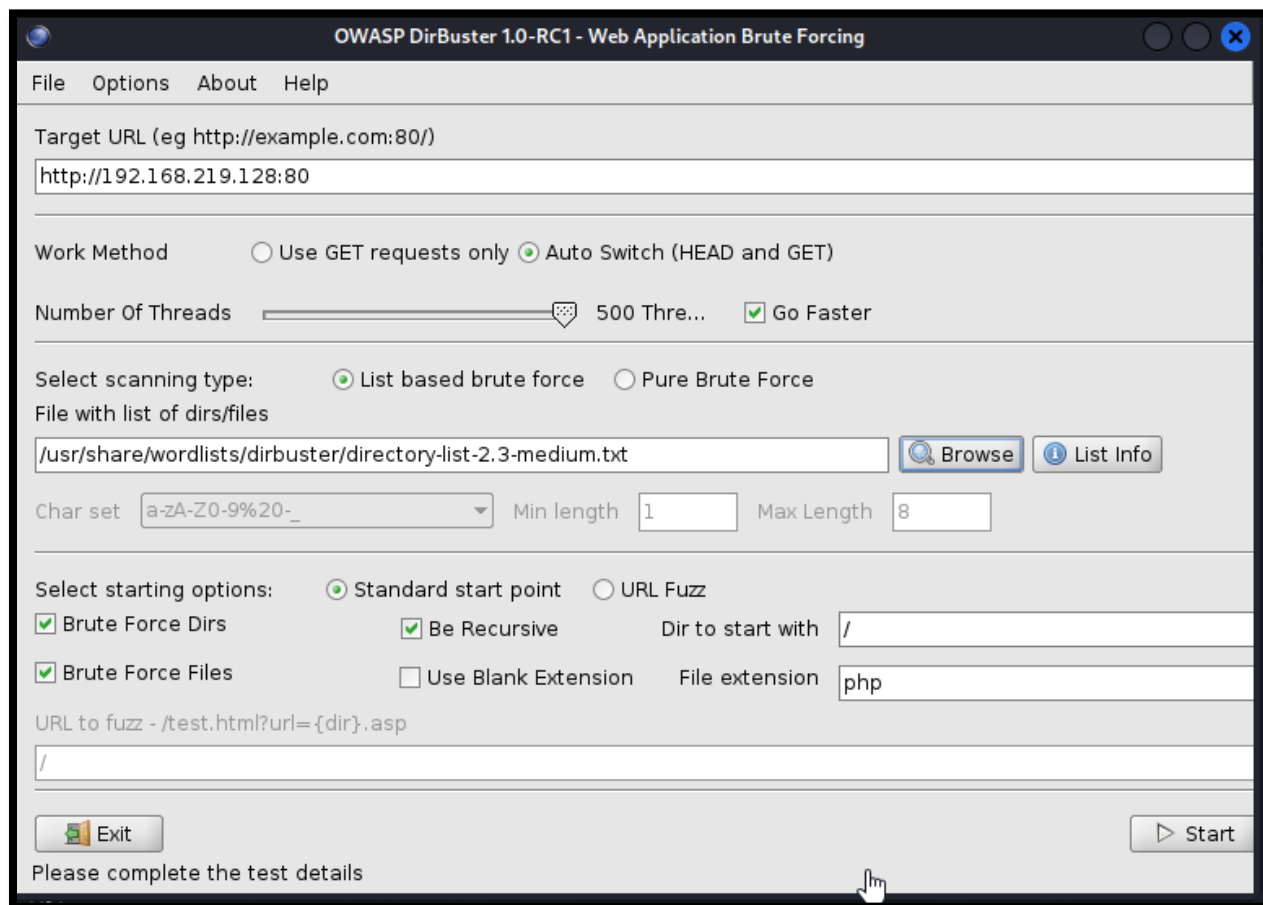 OWASP DirBuster 1.0-RC1 - Web Application Brute Forcing
File Options About Help
Target URL (eg http://example.com:80/)
http://192.168.219.128:80
Work Method Use GET requests only Auto Switch (HEAD and GET)
Number Of Threads 500 Thre... Go Faster
Select scanning type: List based brute force Pure Brute Force
File with list of dirs/files
/usr/share/wordlists/dirbuster/directory-list-2.3-medium.txt Browse List Info
Char set a-zA-Z0-9%20-_ Min length 1 Max Length 8
Select starting options: Standard start point URL Fuzz
Brute Force Dirs Be Recursive Dir to start with /
Brute Force Files Use Blank Extension File extension php
URL to fuzz - /test.html?url={dir}.asp
/
Exit Start
Please complete the test details